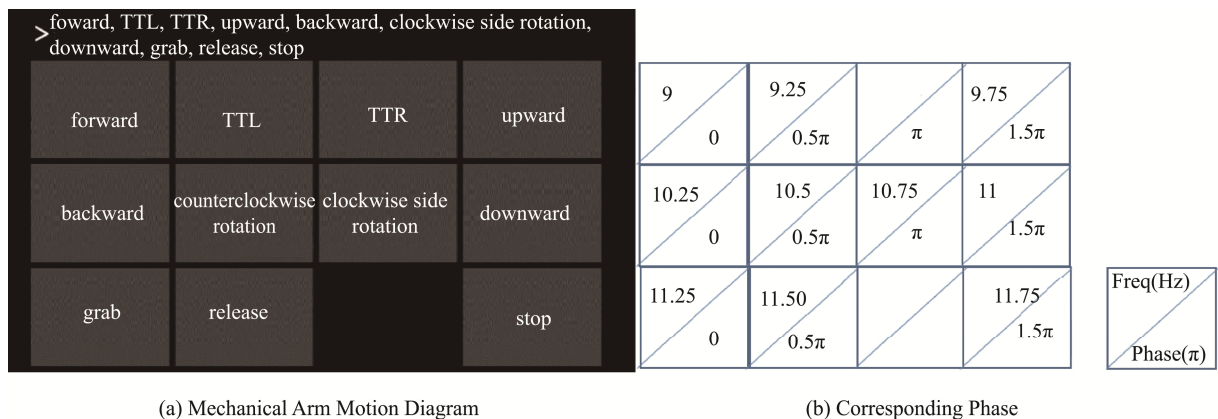 >foward, TTL, TTR, upward, backward, clockwise side rotation,
downward, grab, release, stop
forward TTL TTR upward
backward counterclockwise rotation clockwise side rotation downward
grab release stop
9 9.25 9.75
0 0.5π π 1.5π
10.25 10.5 10.75 11
0 0.5π π 1.5π
11.25 11.50 11.75
0 0.5π 1.5π
Freq(Hz)
Phase(π)
(a) Mechanical Arm Motion Diagram (b) Corresponding Phase